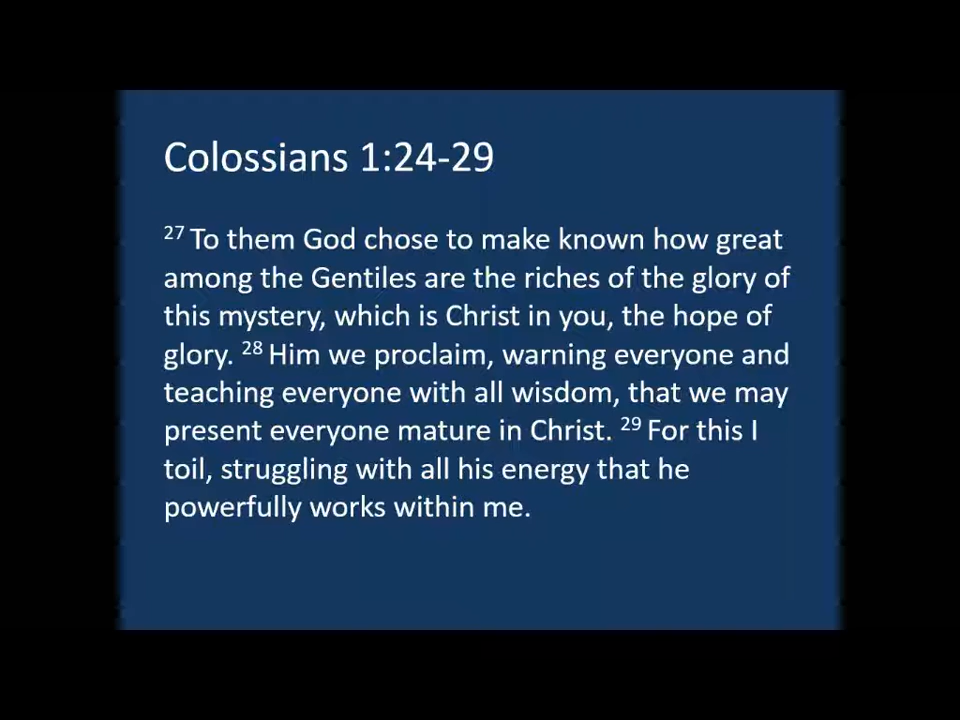 Colossians 1:24-29
27 To them God chose to make known how great
among the Gentiles are the riches of the glory of
this mystery, which is Christ in you, the hope of
glory. 28 Him we proclaim, warning everyone and
teaching everyone with all wisdom, that we may
present everyone mature in Christ. 29 For this I
toil, struggling with all his energy that he
powerfully works within me.